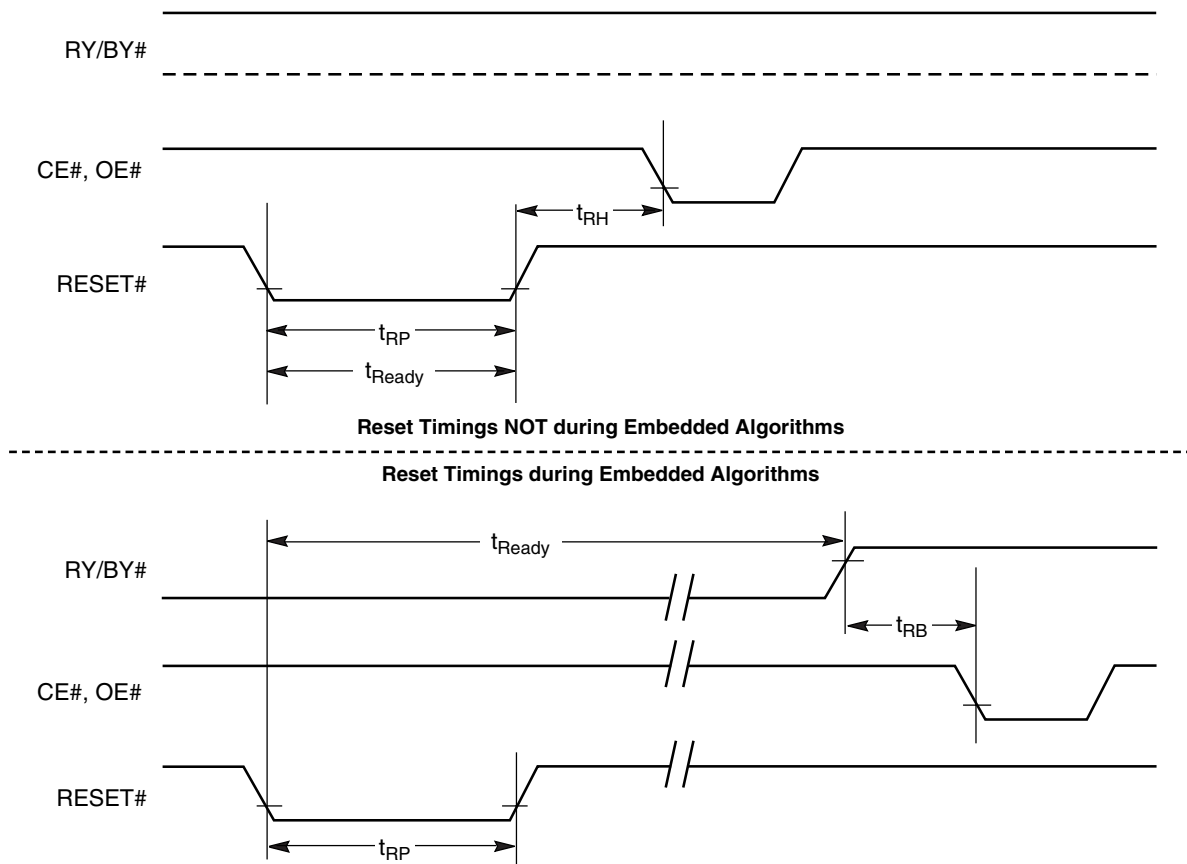 RY/BY#
CE#, OE#
tRH
RESET#
tRP
tReady
Reset Timings NOT during Embedded Algorithms
Reset Timings during Embedded Algorithms
tReady
RY/BY#
tRB
CE#, OE#
RESET#
tRP